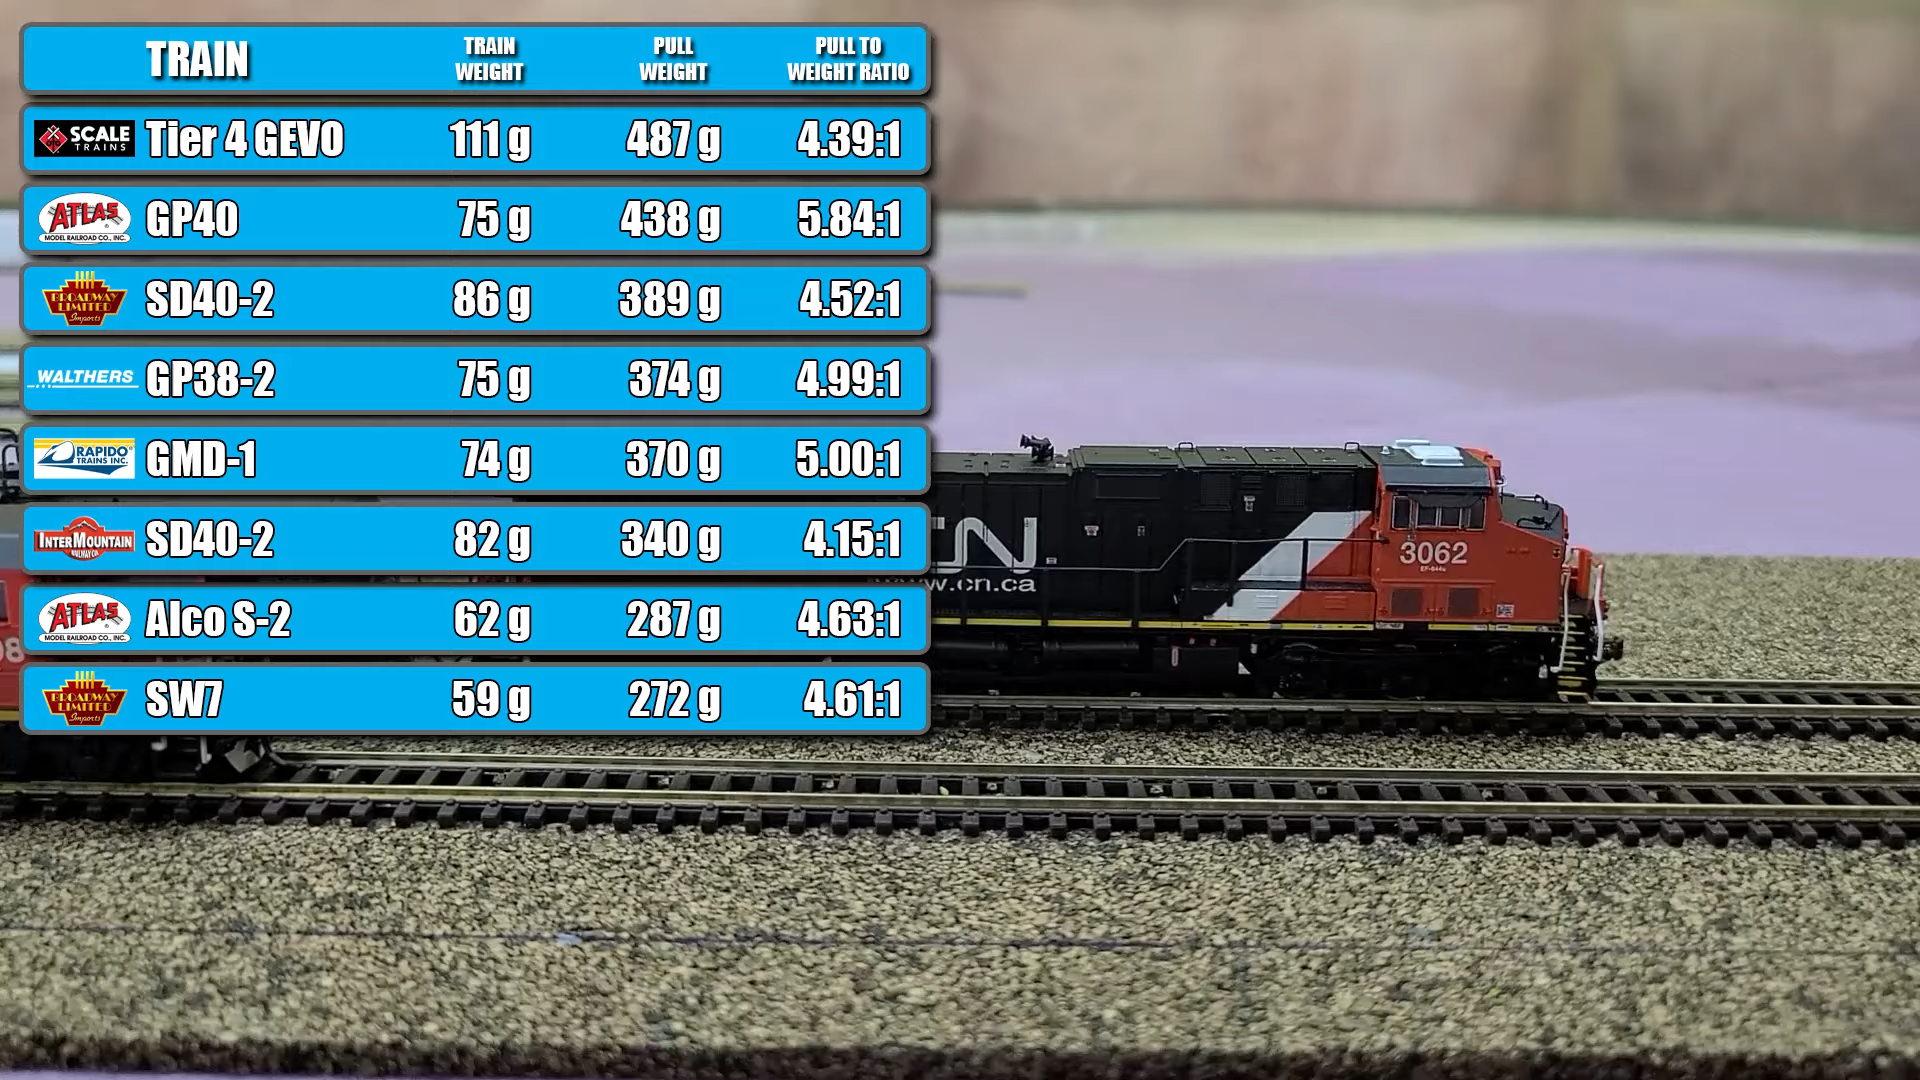 TRAIN TRAIN WEIGHT PULL WEIGHT PULL TO WEIGHT RATIO
SCALE TRAINS Tier 4 GEVO 111 g 487 g 4.39:1
ATLAS MODEL RAILROAD CO., INC. GP40 75 g 438 g 5.84:1
BROADWAY LIMITED Imports SD40-2 86 g 389 g 4.52:1
WALTHERS GP38-2 75 g 374 g 4.99:1
RAPIDO TRAINS INC. GMD-1 74 g 370 g 5.00:1
INTERMOUNTAIN RAILWAY CO. SD40-2 82 g 340 g 4.15:1
ATLAS MODEL RAILROAD CO., INC. Alco S-2 62 g 287 g 4.63:1
BROADWAY LIMITED Imports SW7 59 g 272 g 4.61:1
CN
www.cn.ca
3062